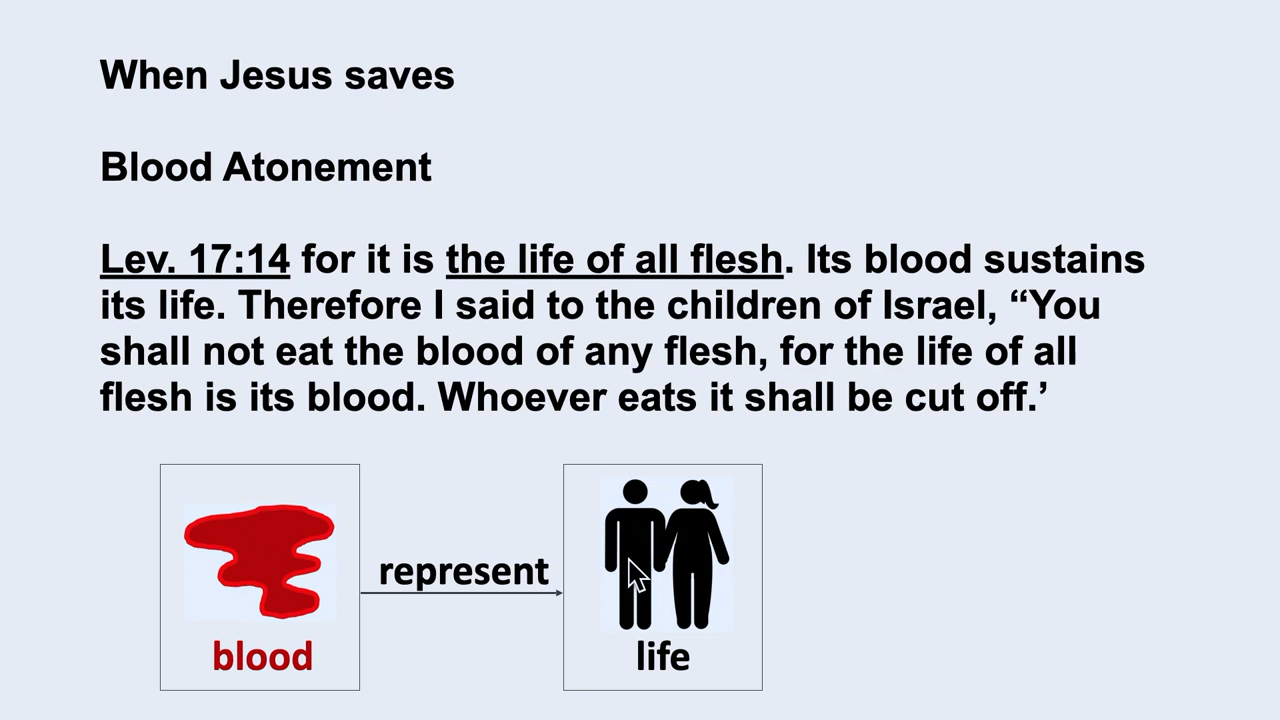 When Jesus saves
Blood Atonement
Lev. 17:14 for it is the life of all flesh. Its blood sustains
its life. Therefore I said to the children of Israel, “You
shall not eat the blood of any flesh, for the life of all
flesh is its blood. Whoever eats it shall be cut off.’
represent
blood
life